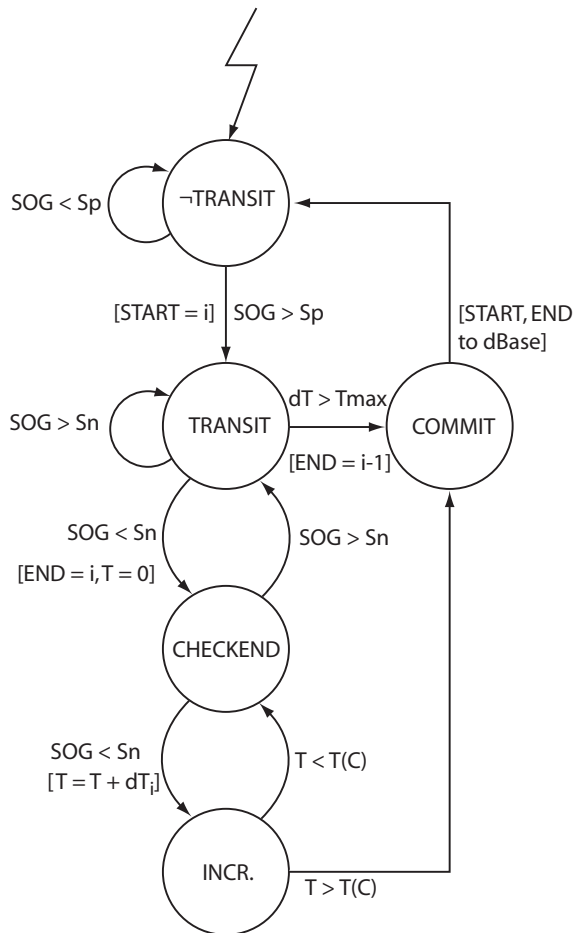 SOG < Sp
¬TRANSIT
[START = i]
SOG > Sp
[START, END
to dBase]
SOG > Sn
TRANSIT
dT > Tmax
[END = i-1]
COMMIT
SOG < Sn
[END = i, T = 0]
SOG > Sn
CHECKEND
SOG < Sn
[T = T + dTi]
T < T(C)
INCR.
T > T(C)